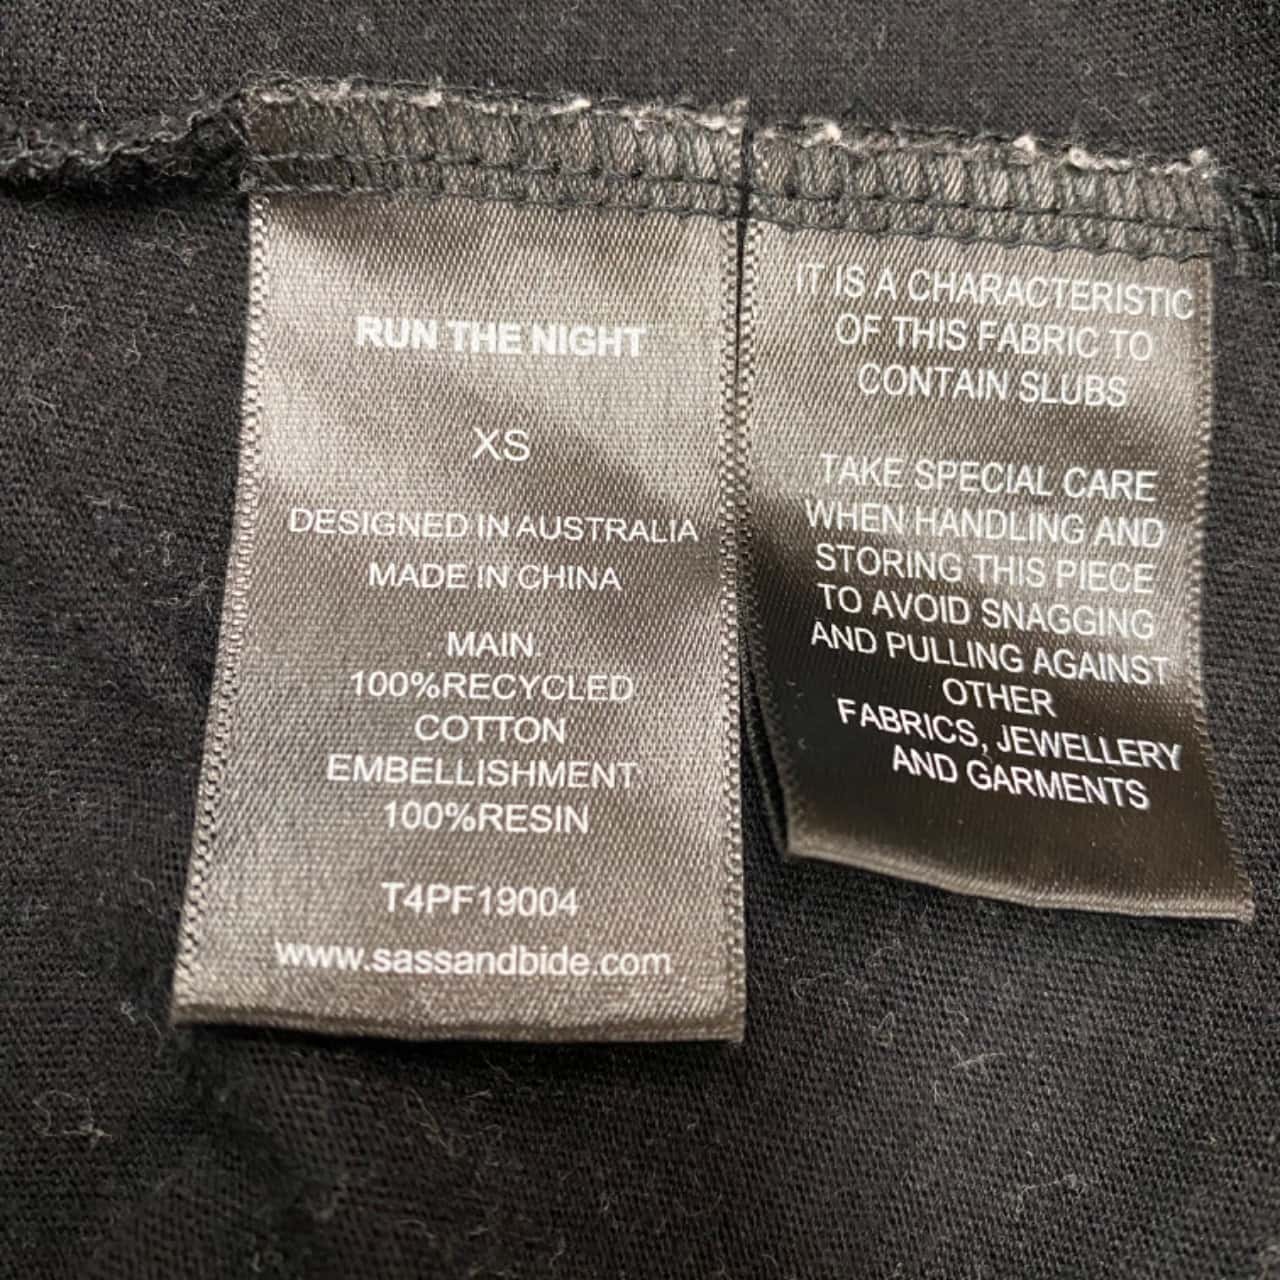 RUN THE NIGHT
XS
DESIGNED IN AUSTRALIA
MADE IN CHINA
MAIN
100%RECYCLED
COTTON
EMBELLISHMENT
100%RESIN
T4PF19004
www.sassandbide.com
IT IS A CHARACTERISTIC
OF THIS FABRIC TO
CONTAIN SLUBS
TAKE SPECIAL CARE
WHEN HANDLING AND
STORING THIS PIECE
TO AVOID SNAGGING
AND PULLING AGAINST
OTHER
FABRICS, JEWELLERY
AND GARMENTS